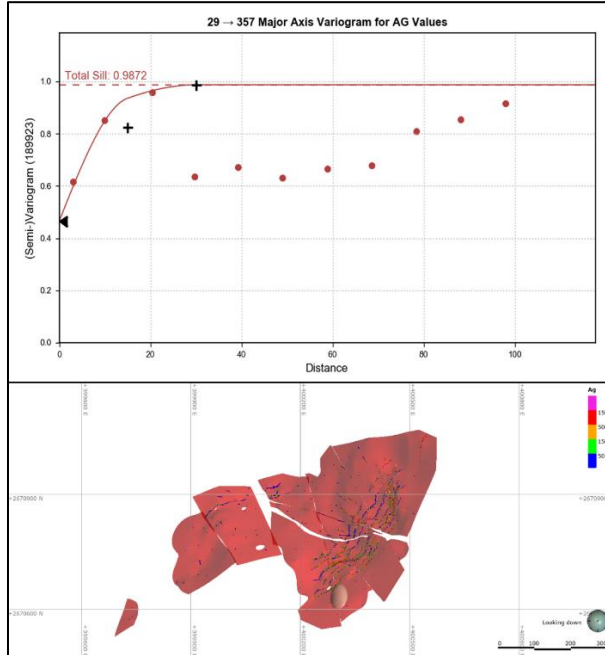 29 → 357 Major Axis Variogram for AG Values
Total Sill: 0.9872
1.0
0.8
0.6
0.4
0.2
0.0
(Semi-)Variogram (189923)
0
20
40
60
80
100
Distance
Ag
+2670900 N
Looking down
0 100 200 300